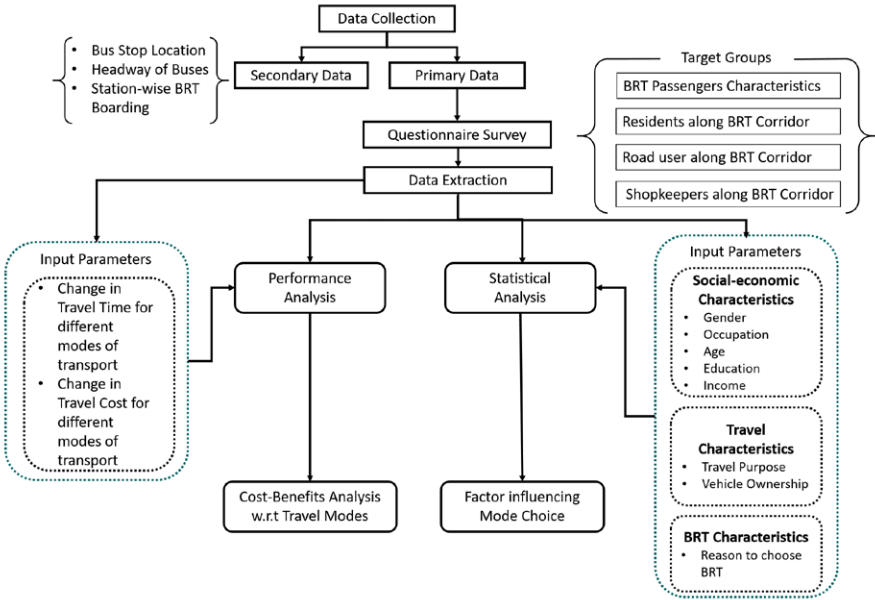 Data Collection
• Bus Stop Location
• Headway of Buses
• Station-wise BRT
Boarding
Secondary Data
Primary Data
Target Groups
BRT Passengers Characteristics
Residents along BRT Corridor
Road user along BRT Corridor
Shopkeepers along BRT Corridor
Questionnaire Survey
Data Extraction
Input Parameters
• Change in
Travel Time for
different
modes of
transport
• Change in
Travel Cost for
different
modes of
transport
Performance
Analysis
Statistical
Analysis
Input Parameters
Social-economic
Characteristics
• Gender
• Occupation
• Age
• Education
• Income
Travel
Characteristics
• Travel Purpose
• Vehicle Ownership
BRT Characteristics
• Reason to choose
BRT
Cost-Benefits Analysis
w.r.t Travel Modes
Factor influencing
Mode Choice